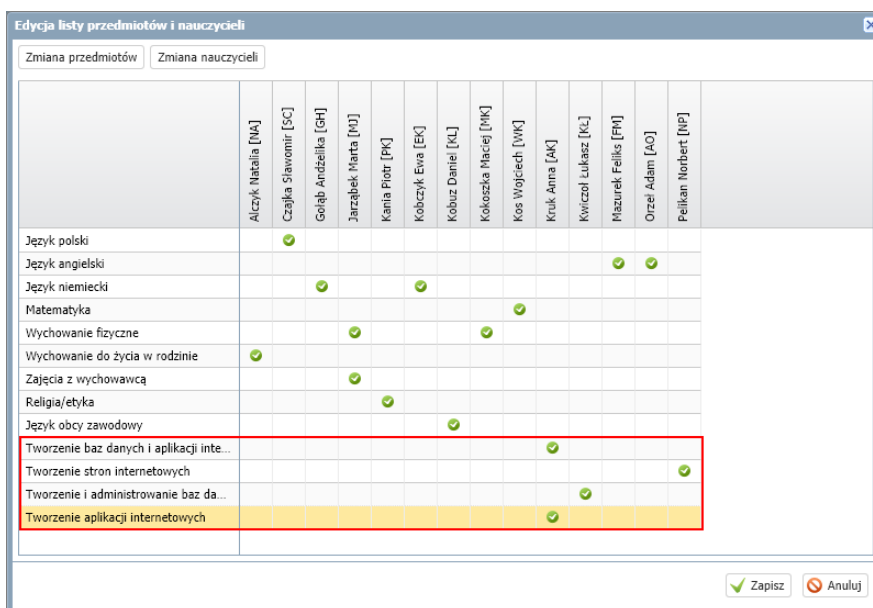 Edycja listy przedmiotów i nauczycieli
Zmiana przedmiotów
Zmiana nauczycieli
Alczyk Natalia [NA]
Czajka Sławomir [SC]
Gołąb Andżelika [GH]
Jarząbek Marta [MJ]
Kania Piotr [PK]
Kobczyk Ewa [EK]
Kobuz Daniel [KL]
Kokoszka Maciej [MK]
Kos Wojciech [WK]
Kruk Anna [AK]
Kwiczoł Łukasz [KŁ]
Mazurek Feliks [FM]
Orzeł Adam [AO]
Pelikan Norbert [NP]
Język polski
Język angielski
Język niemiecki
Matematyka
Wychowanie fizyczne
Wychowanie do życia w rodzinie
Zajęcia z wychowawcą
Religia/etyka
Język obcy zawodowy
Tworzenie baz danych i aplikacji inte...
Tworzenie stron internetowych
Tworzenie i administrowanie baz da...
Tworzenie aplikacji internetowych
Zapisz
Anuluj